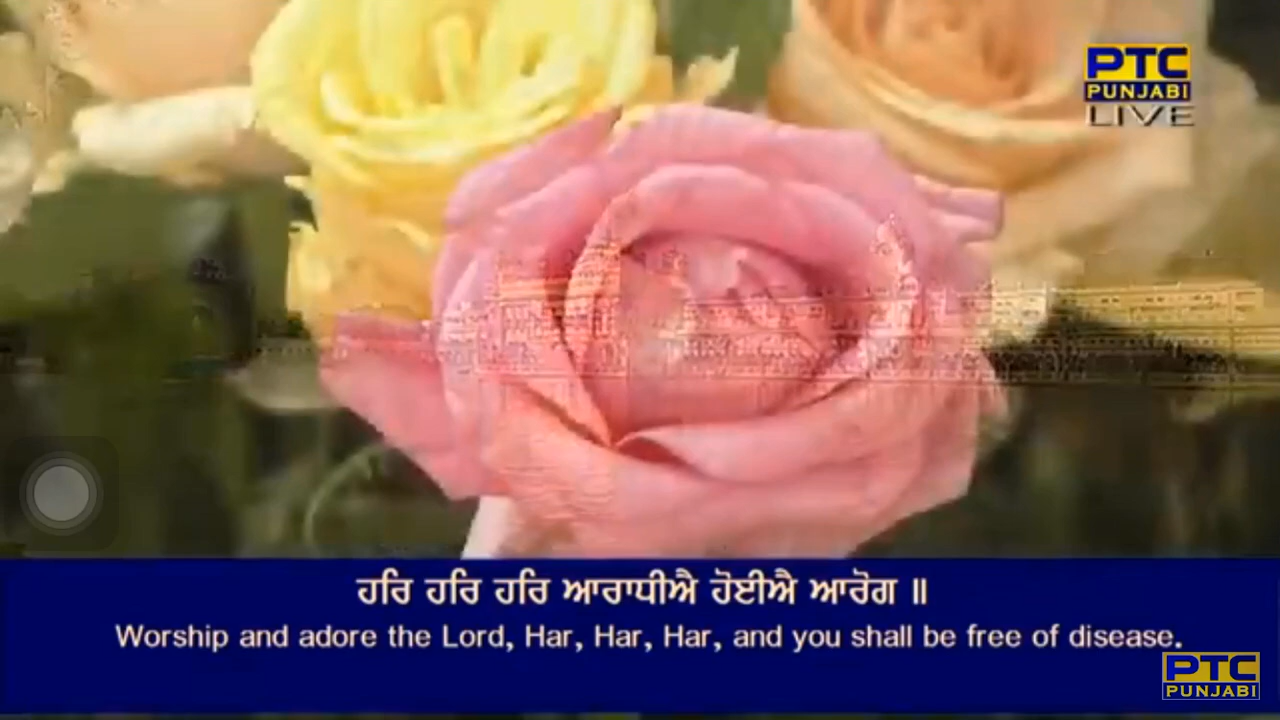 PTC
PUNJABI
LIVE
ਹਰਿ ਹਰਿ ਹਰਿ ਆਰਾਧੀਐ ਹੋਈਐ ਆਰੋਗ ॥
Worship and adore the Lord, Har, Har, Har, and you shall be free of disease.
PTC
PUNJABI